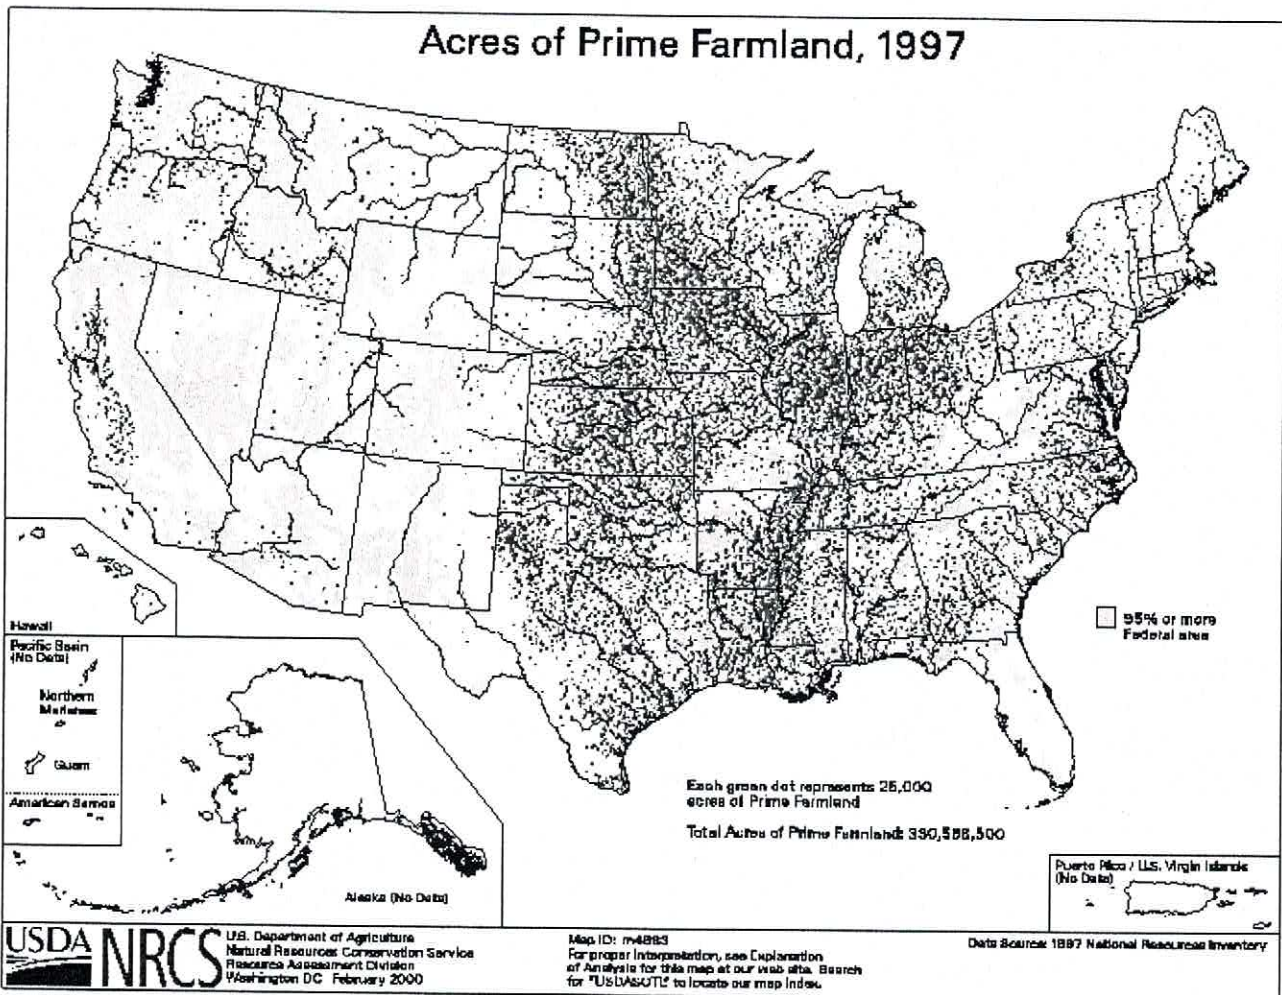 Acres of Prime Farmland, 1997
95% or more
Federal area
Hawaii
Pacific Basin
(No Data)
Northern
Marianas
Guam
American Samoa
Alaska (No Data)
Each green dot represents 25,000
acres of Prime Farmland
Total Acres of Prime Farmland:
Puerto Rico / U.S. Virgin Islands
(No Data)
USDA NRCS
U.S. Department of Agriculture
Natural Resources Conservation Service
Resource Assessment Division
Washington DC February 2000
Map ID:
For proper interpretation, see Explanation
of Analysis for this map at our web site. Search
for "USDASOTL" to locate our map index.
Data Source: 1997 National Resources Inventory